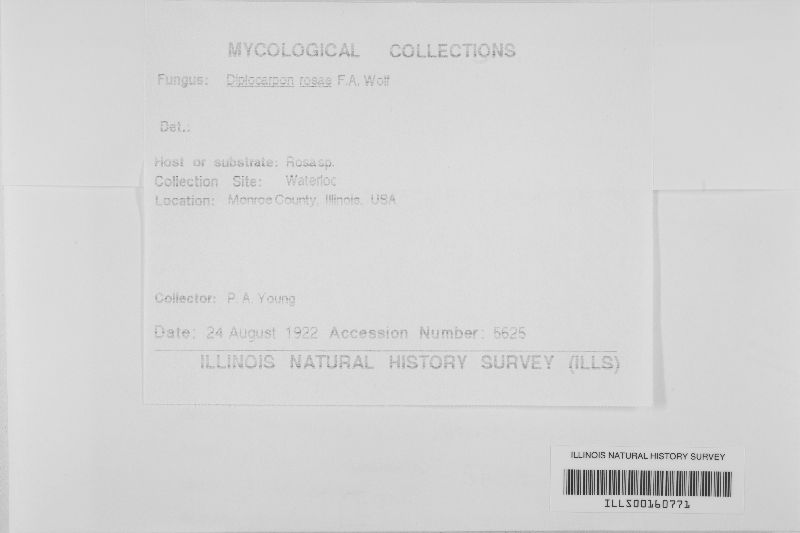 MYCOLOGICAL COLLECTIONS
Fungus: Diplocarpon rosae F.A. Wolf
Det.:
Host or substrate: Rosa sp.
Collection Site: Waterloo
Location: Monroe County, Illinois, USA
Collector: P. A. Young
Date: 24 August 1922 Accession Number: 5625
ILLINOIS NATURAL HISTORY SURVEY (ILLS)
ILLINOIS NATURAL HISTORY SURVEY
ILLS00160771